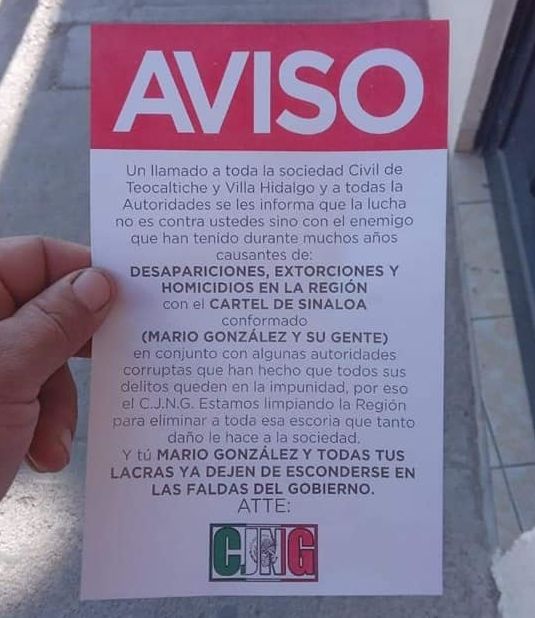 AVISO
Un llamado a toda la sociedad Civil de
Teocaltiche y Villa Hidalgo y a todas la
Autoridades se les informa que la lucha
no es contra ustedes sino con el enemigo
que han tenido durante muchos años
causantes de:
DESAPARICIONES, EXTORCIONES Y
HOMICIDIOS EN LA REGIÓN
con el CARTEL DE SINALOA
conformado
(MARIO GONZÁLEZ Y SU GENTE)
en conjunto con algunas autoridades
corruptas que han hecho que todos sus
delitos queden en la impunidad, por eso
el C.J.N.G. Estamos limpiando la Región
para eliminar a toda esa escoria que tanto
daño le hace a la sociedad.
Y tú MARIO GONZÁLEZ Y TODAS TUS
LACRAS YA DEJEN DE ESCONDERSE EN
LAS FALDAS DEL GOBIERNO.
ATTE:
CJNG